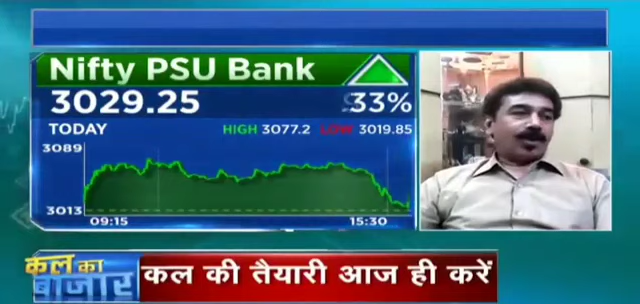 Nifty PSU Bank
3029.25
33%
TODAY
HIGH 3077.2 LOW 3019.85
3089
3013
09:15
15:30
कल का
बाजार
कल की तैयारी आज ही करें